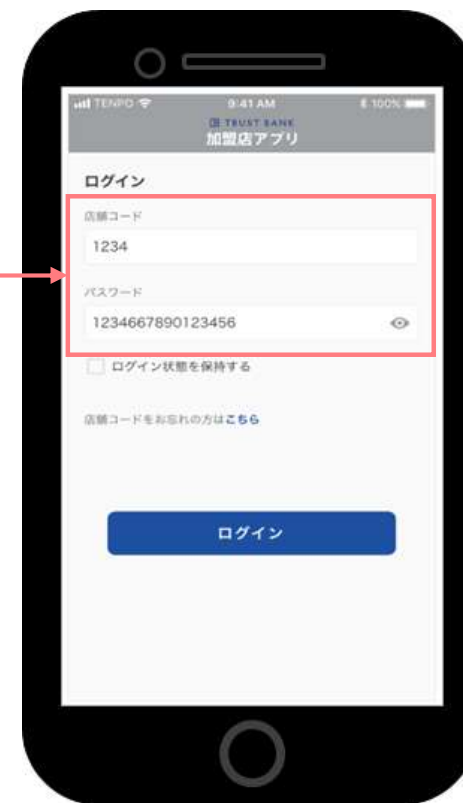 TENPO 9:41 AM 100%
TRUST BANK
加盟店アプリ
ログイン
店舗コード
1234
パスワード
1234667890123456
ログイン状態を保持する
店舗コードをお忘れの方はこちら
ログイン